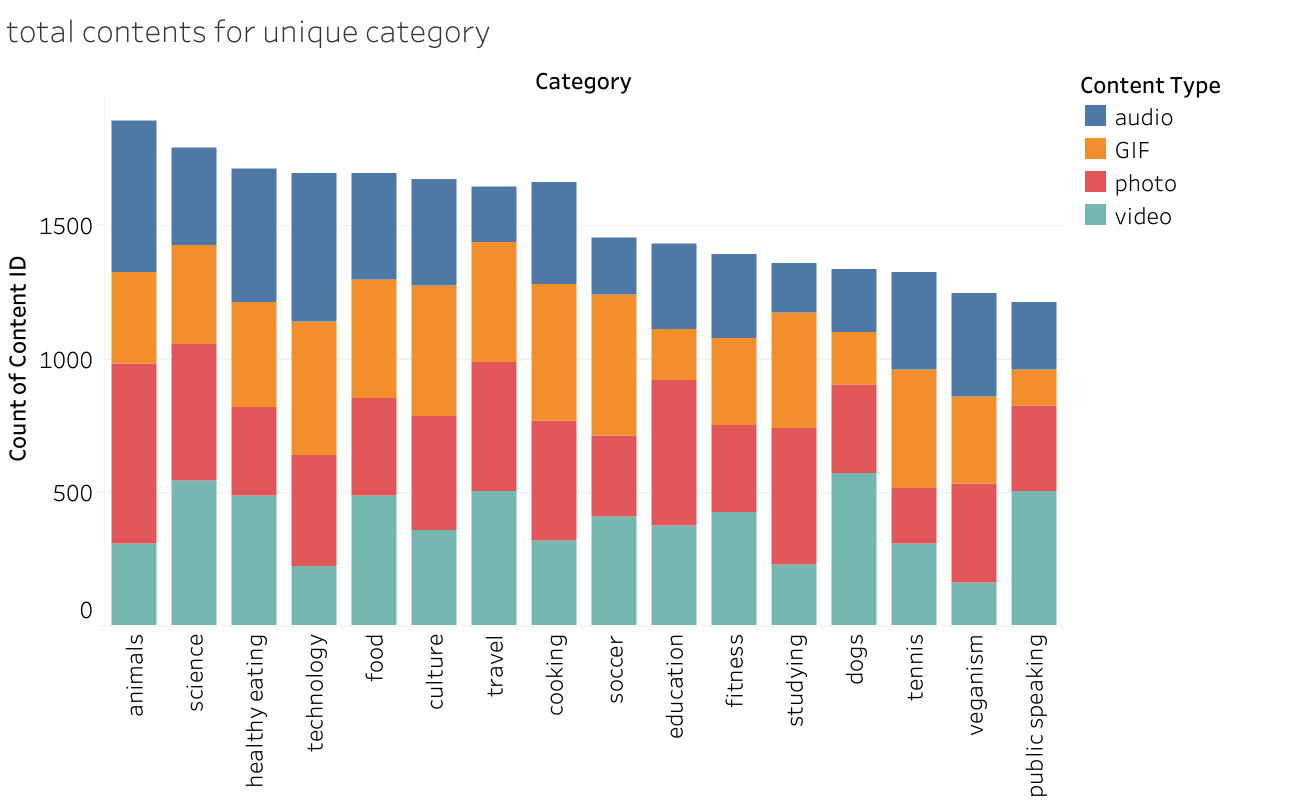 total contents for unique category
Category
Content Type
audio
GIF
photo
video
Count of Content ID
1500
1000
500
0
animals
science
healthy eating
technology
food
culture
travel
cooking
soccer
education
fitness
studying
dogs
tennis
veganism
public speaking